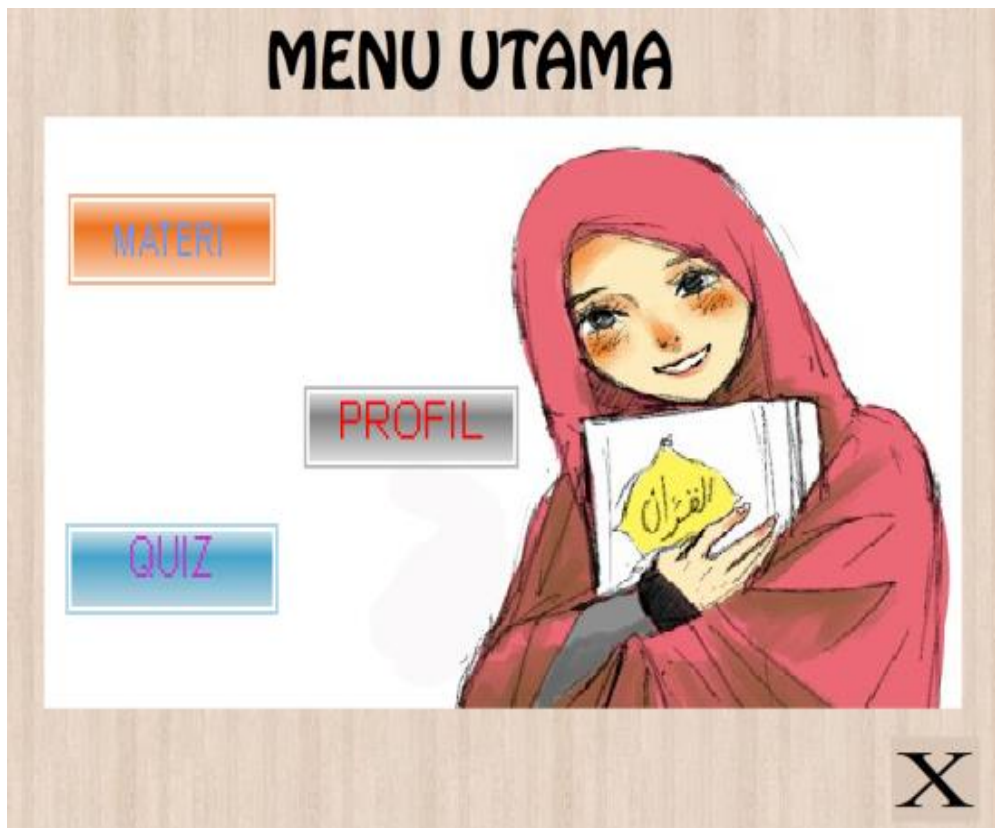 MENU UTAMA
MATERI
PROFIL
القرآن
QUIZ
X